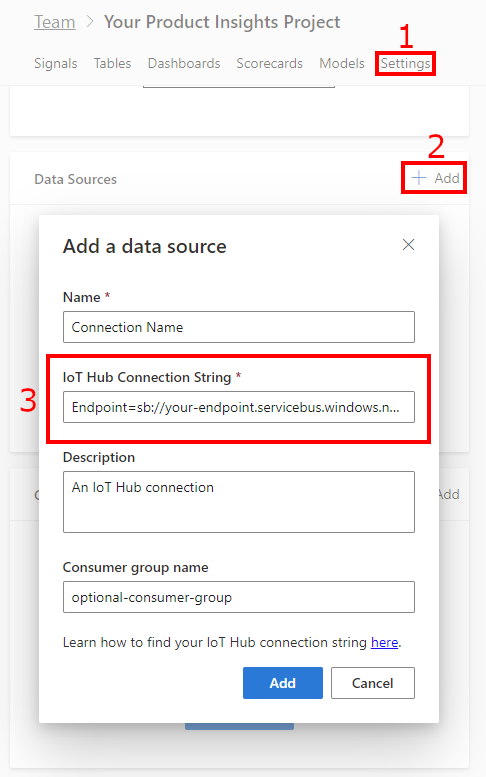 Team > Your Product Insights Project
1
Signals Tables Dashboards Scorecards Models Settings
2
Data Sources + Add
Add a data source
Name *
Connection Name
3
IoT Hub Connection String *
Endpoint=sb://your-endpoint.servicebus.windows.n...
Description
Add
An IoT Hub connection
Consumer group name
optional-consumer-group
Learn how to find your IoT Hub connection string here.
Add Cancel